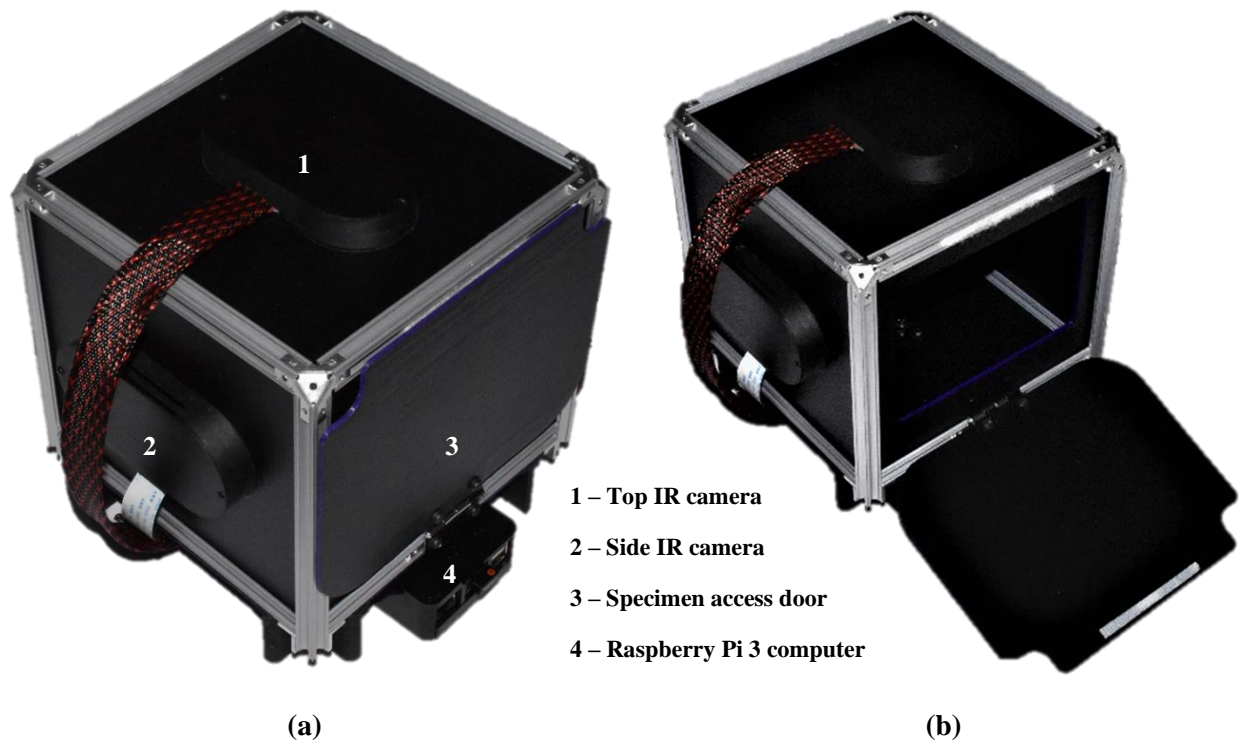 1
2
3
4
1 – Top IR camera
2 – Side IR camera
3 – Specimen access door
4 – Raspberry Pi 3 computer
(a)
(b)